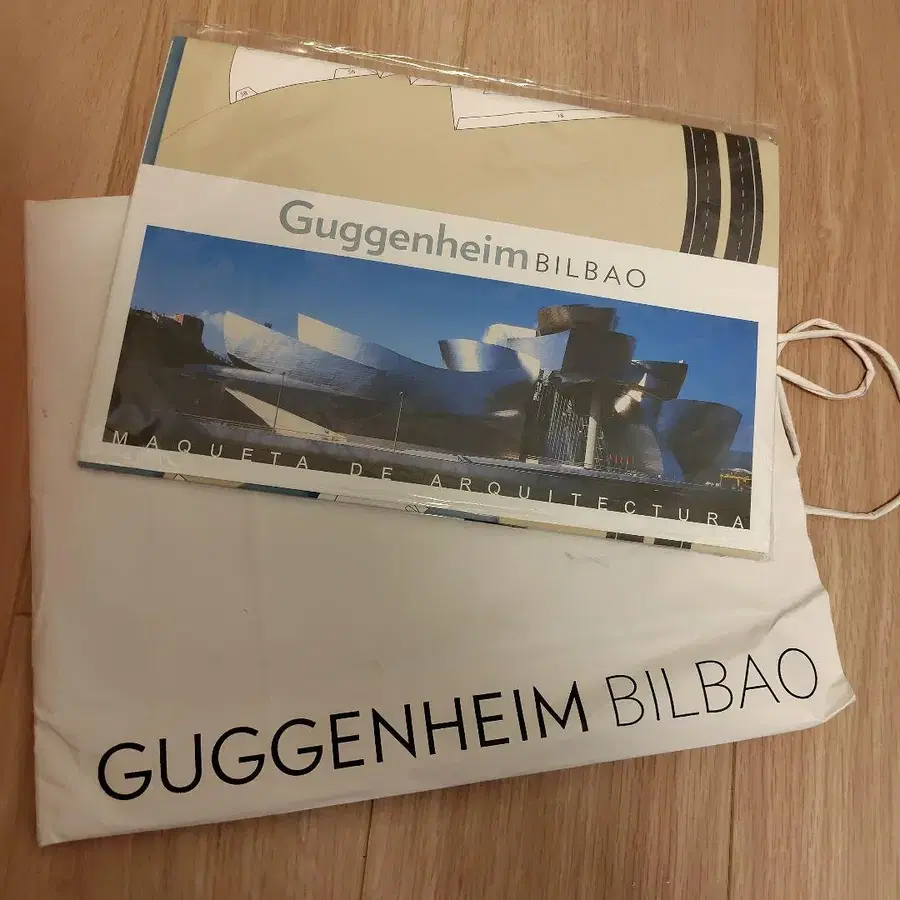 Guggenheim BILBAO
MAQUETA DE ARQUITECTURA
GUGGENHEIM BILBAO